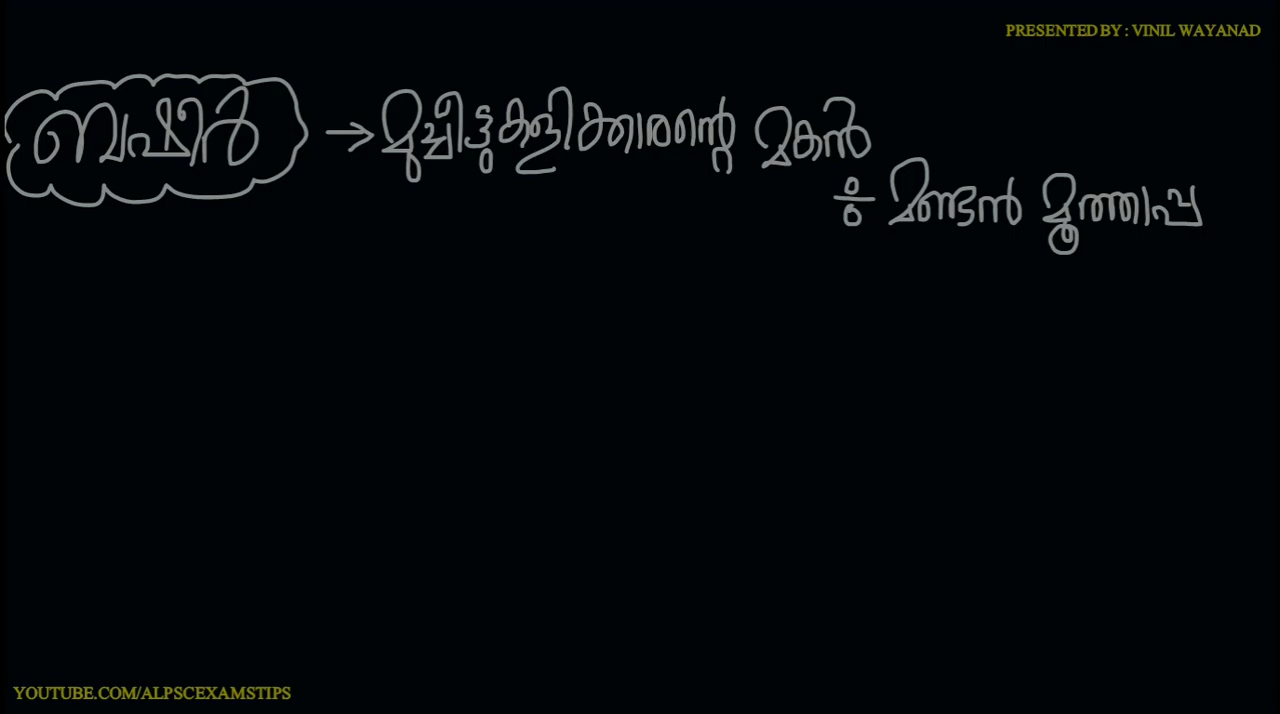 PRESENTED BY : VINIL WAYANAD
ബഷീർ → മുച്ചീട്ടുകളിക്കാരന്റെ മകൻ
÷ മണ്ടൻ മൂത്താപ്പ
YOUTUBE.COM/ALPSCEXAMSTIPS